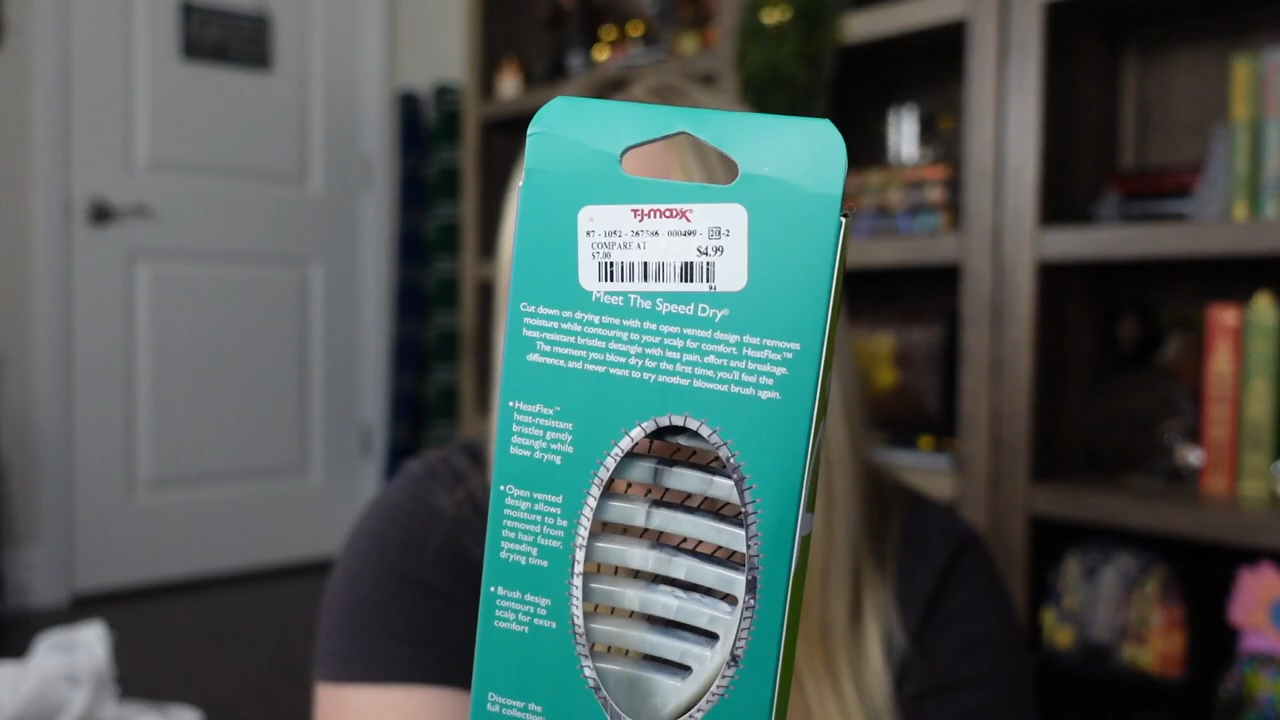 T·J·maxx®
87 - 1052 - 267586 - 000499 - 20 -2
COMPARE AT
$7.00
$4.99
94
Meet The Speed Dry®
Cut down on drying time with the open vented design that removes
moisture while contouring to your scalp for comfort. HeatFlex™
heat-resistant bristles detangle with less pain, effort and breakage.
The moment you blow dry for the first time, you'll feel the
difference, and never want to try another blowout brush again.
• HeatFlex™
heat-resistant
bristles gently
detangle while
blow drying
• Open vented
design allows
moisture to be
removed from
the hair faster,
speeding
drying time
• Brush design
contours to
scalp for extra
comfort
Discover the
full collection: